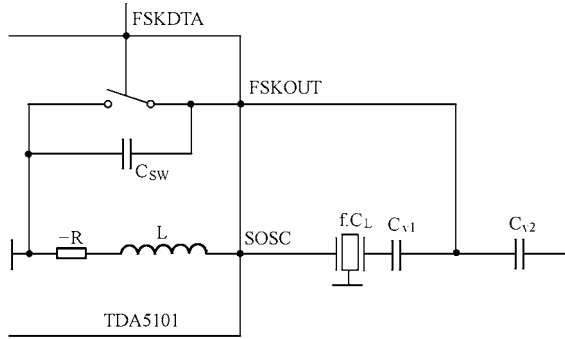 FSKDTA
FSKOUT
CSW
−R
L
SOSC
f.CL
Cv1
Cv2
TDA5101